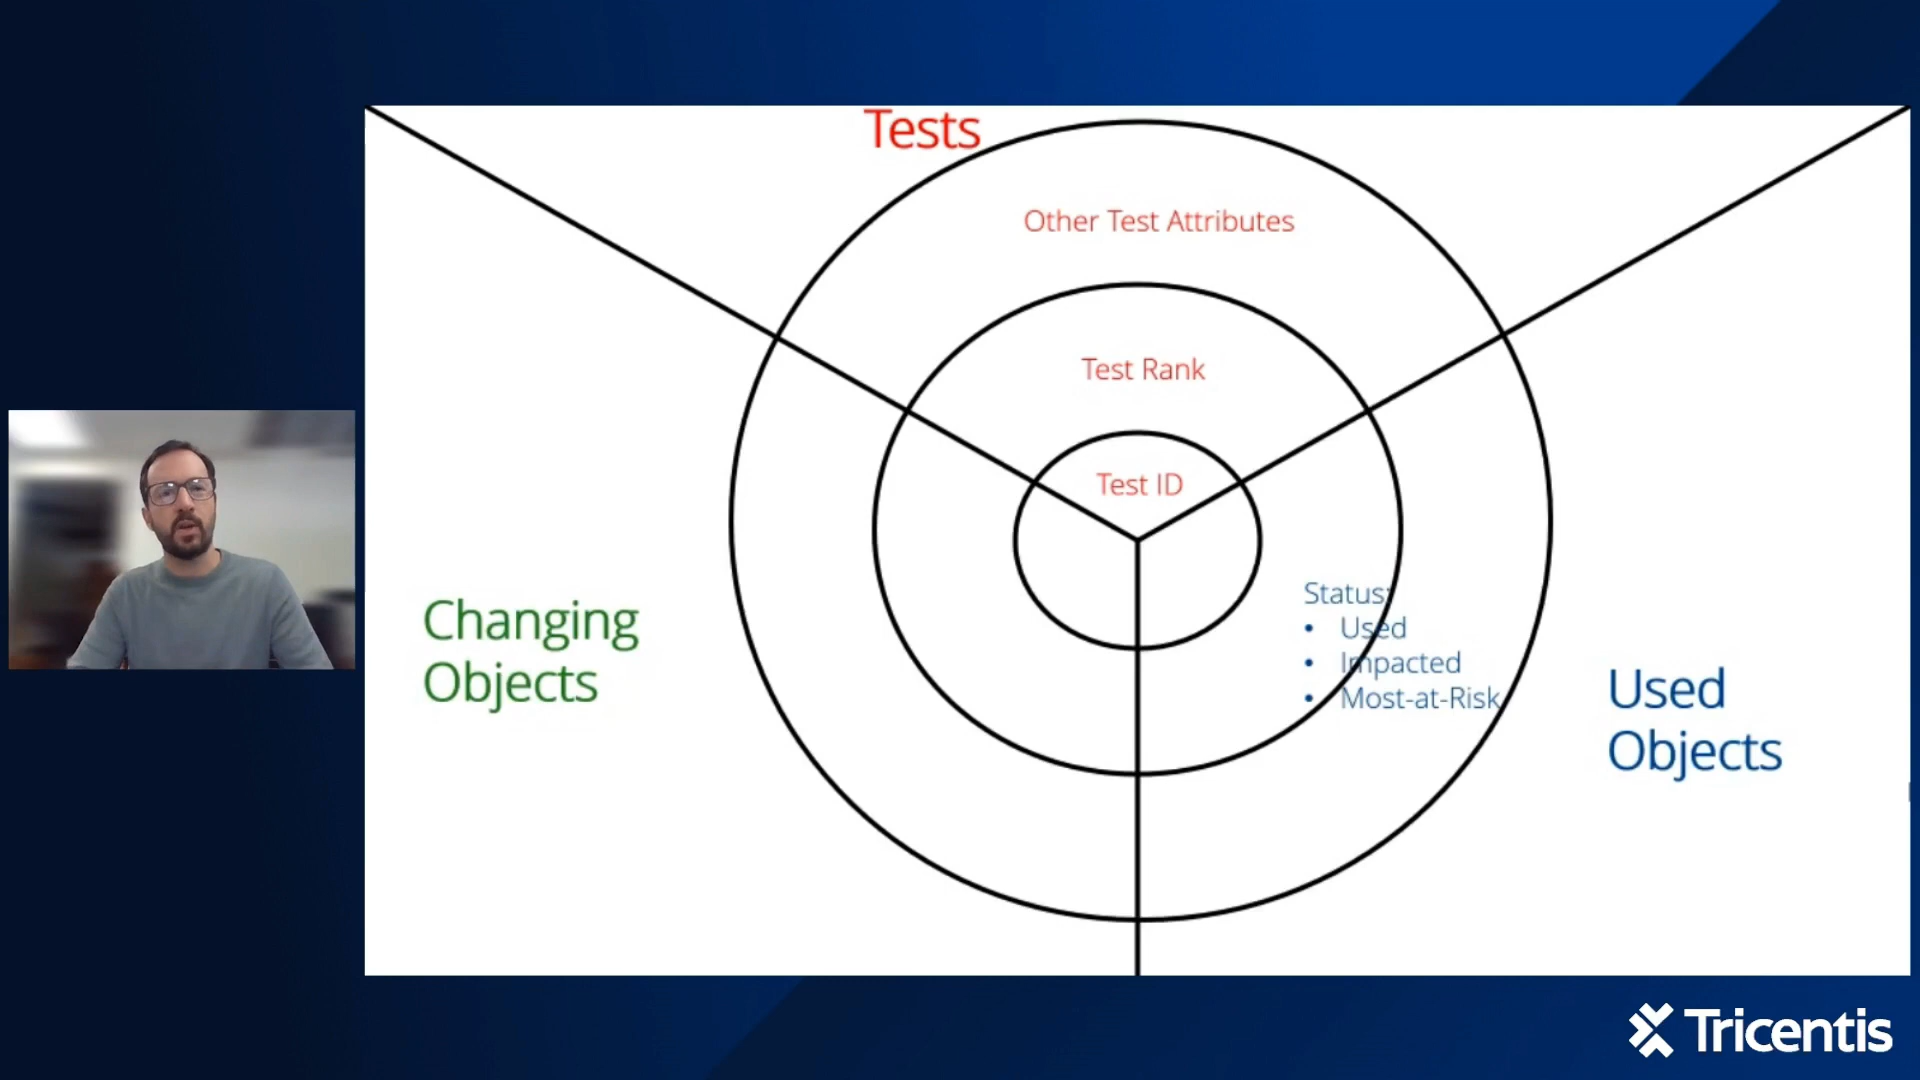 Tests
Other Test Attributes
Test Rank
Test ID
Changing
Objects
Status:
• Used
• Impacted
• Most-at-Risk
Used
Objects
Tricentis